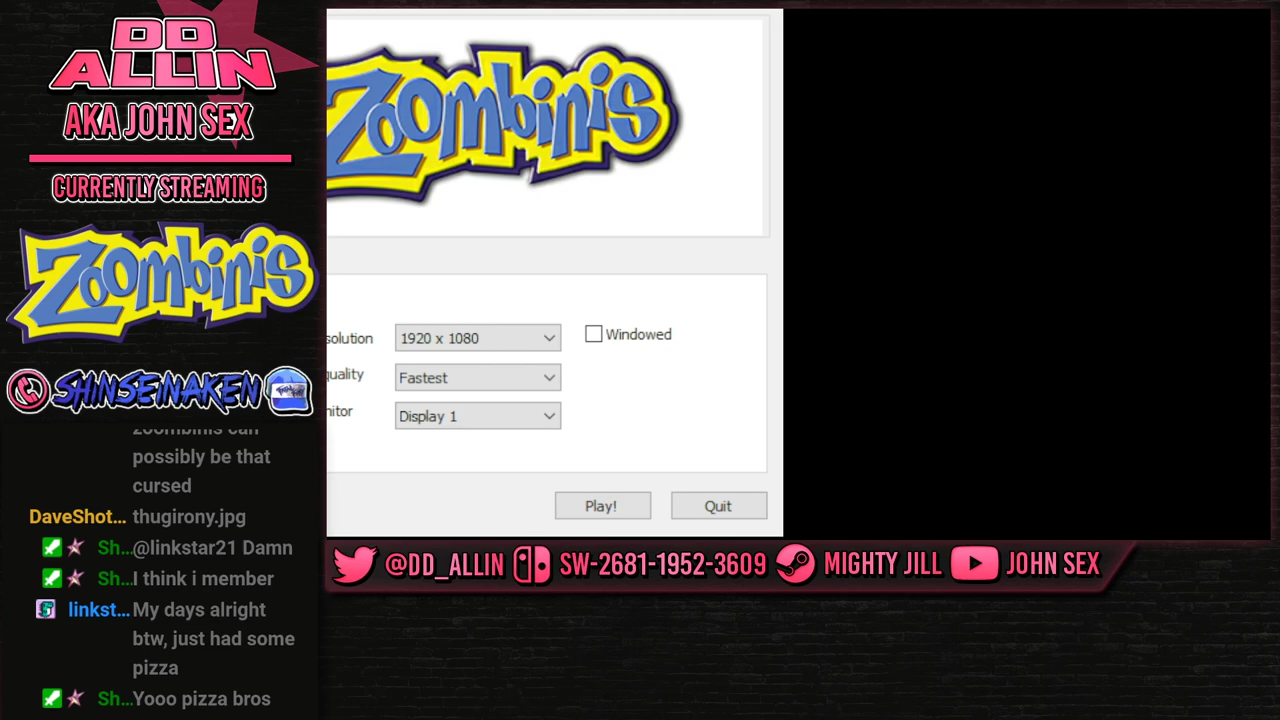 DD
ALLIN
AKA JOHN SEX
CURRENTLY STREAMING
Zoombinis
SHINSEINAKEN
zoombinis can
possibly be that
cursed
DaveShot... thugirony.jpg
Sh... @linkstar21 Damn
Sh... I think i member
linkst... My days alright
btw, just had some
pizza
Sh... Yooo pizza bros
Zoombinis
solution 1920 x 1080 Windowed
quality Fastest
nitor Display 1
Play! Quit
@DD_ALLIN SW-2681-1952-3609 MIGHTY JILL JOHN SEX